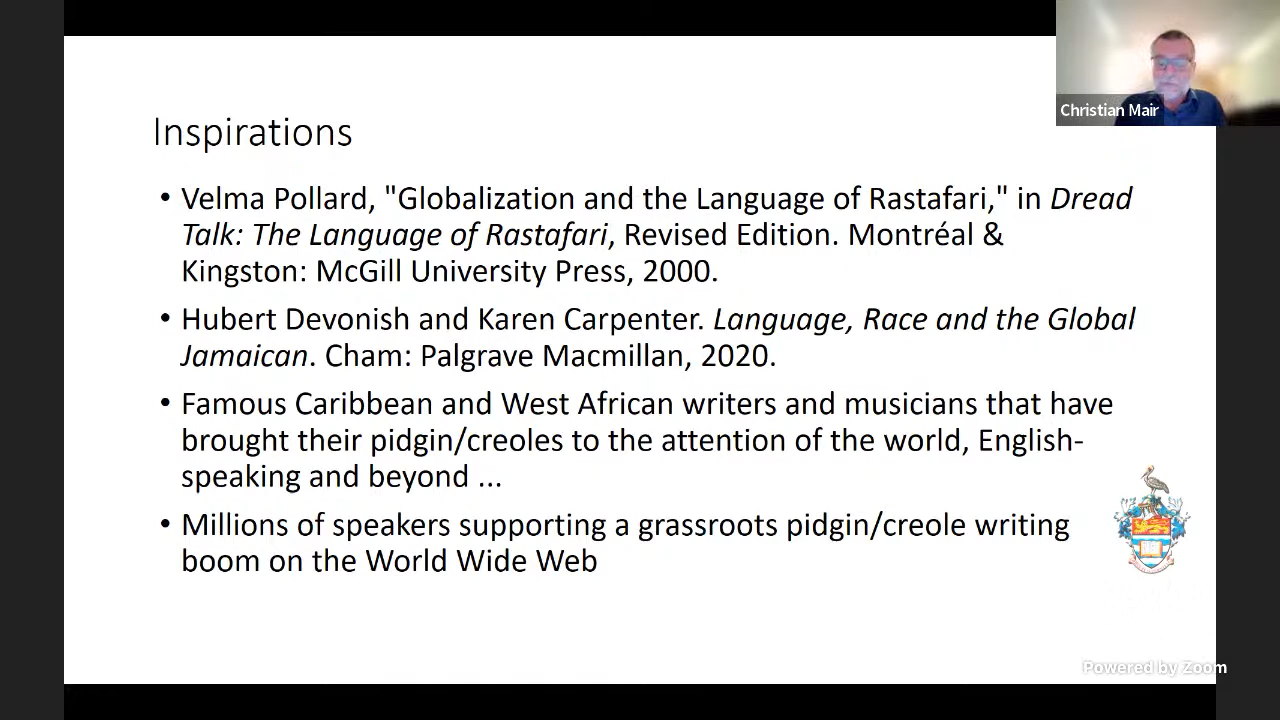 Christian Mair
Inspirations
• Velma Pollard, "Globalization and the Language of Rastafari," in Dread
Talk: The Language of Rastafari, Revised Edition. Montréal &
Kingston: McGill University Press, 2000.
• Hubert Devonish and Karen Carpenter. Language, Race and the Global
Jamaican. Cham: Palgrave Macmillan, 2020.
• Famous Caribbean and West African writers and musicians that have
brought their pidgin/creoles to the attention of the world, English-
speaking and beyond ...
• Millions of speakers supporting a grassroots pidgin/creole writing
boom on the World Wide Web
Powered by Zoom